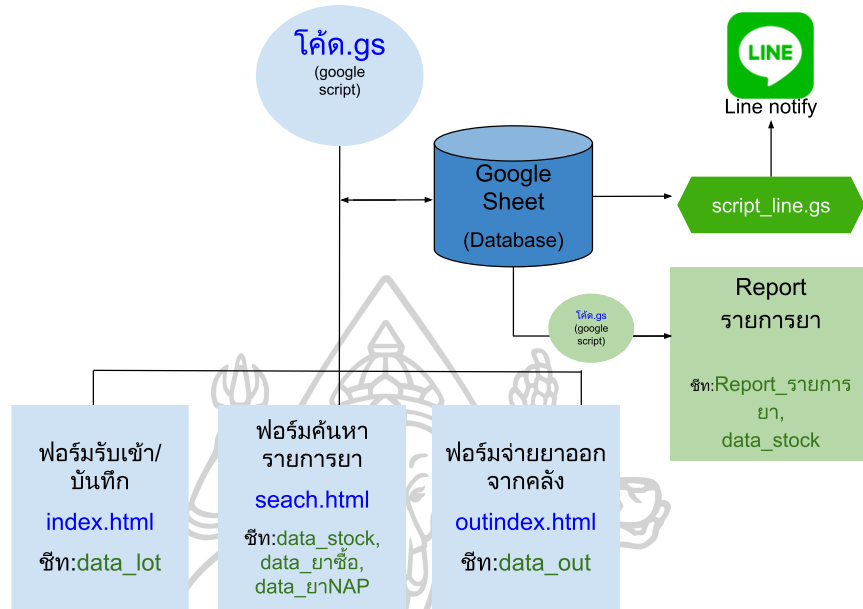 โค้ด.gs
(google
script)
LINE
Line notify
Google
Sheet
(Database)
script_line.gs
Report
รายการยา
ชีท:Report_รายการ
ยา,
data_stock
โค้ด.gs
(google
script)
ฟอร์มรับเข้า/
บันทึก
index.html
ชีท:data_lot
ฟอร์มค้นหา
รายการยา
seach.html
ชีท:data_stock,
data_ยาซื้อ,
data_ยาNAP
ฟอร์มจ่ายยาออก
จากคลัง
outindex.html
ชีท:data_out